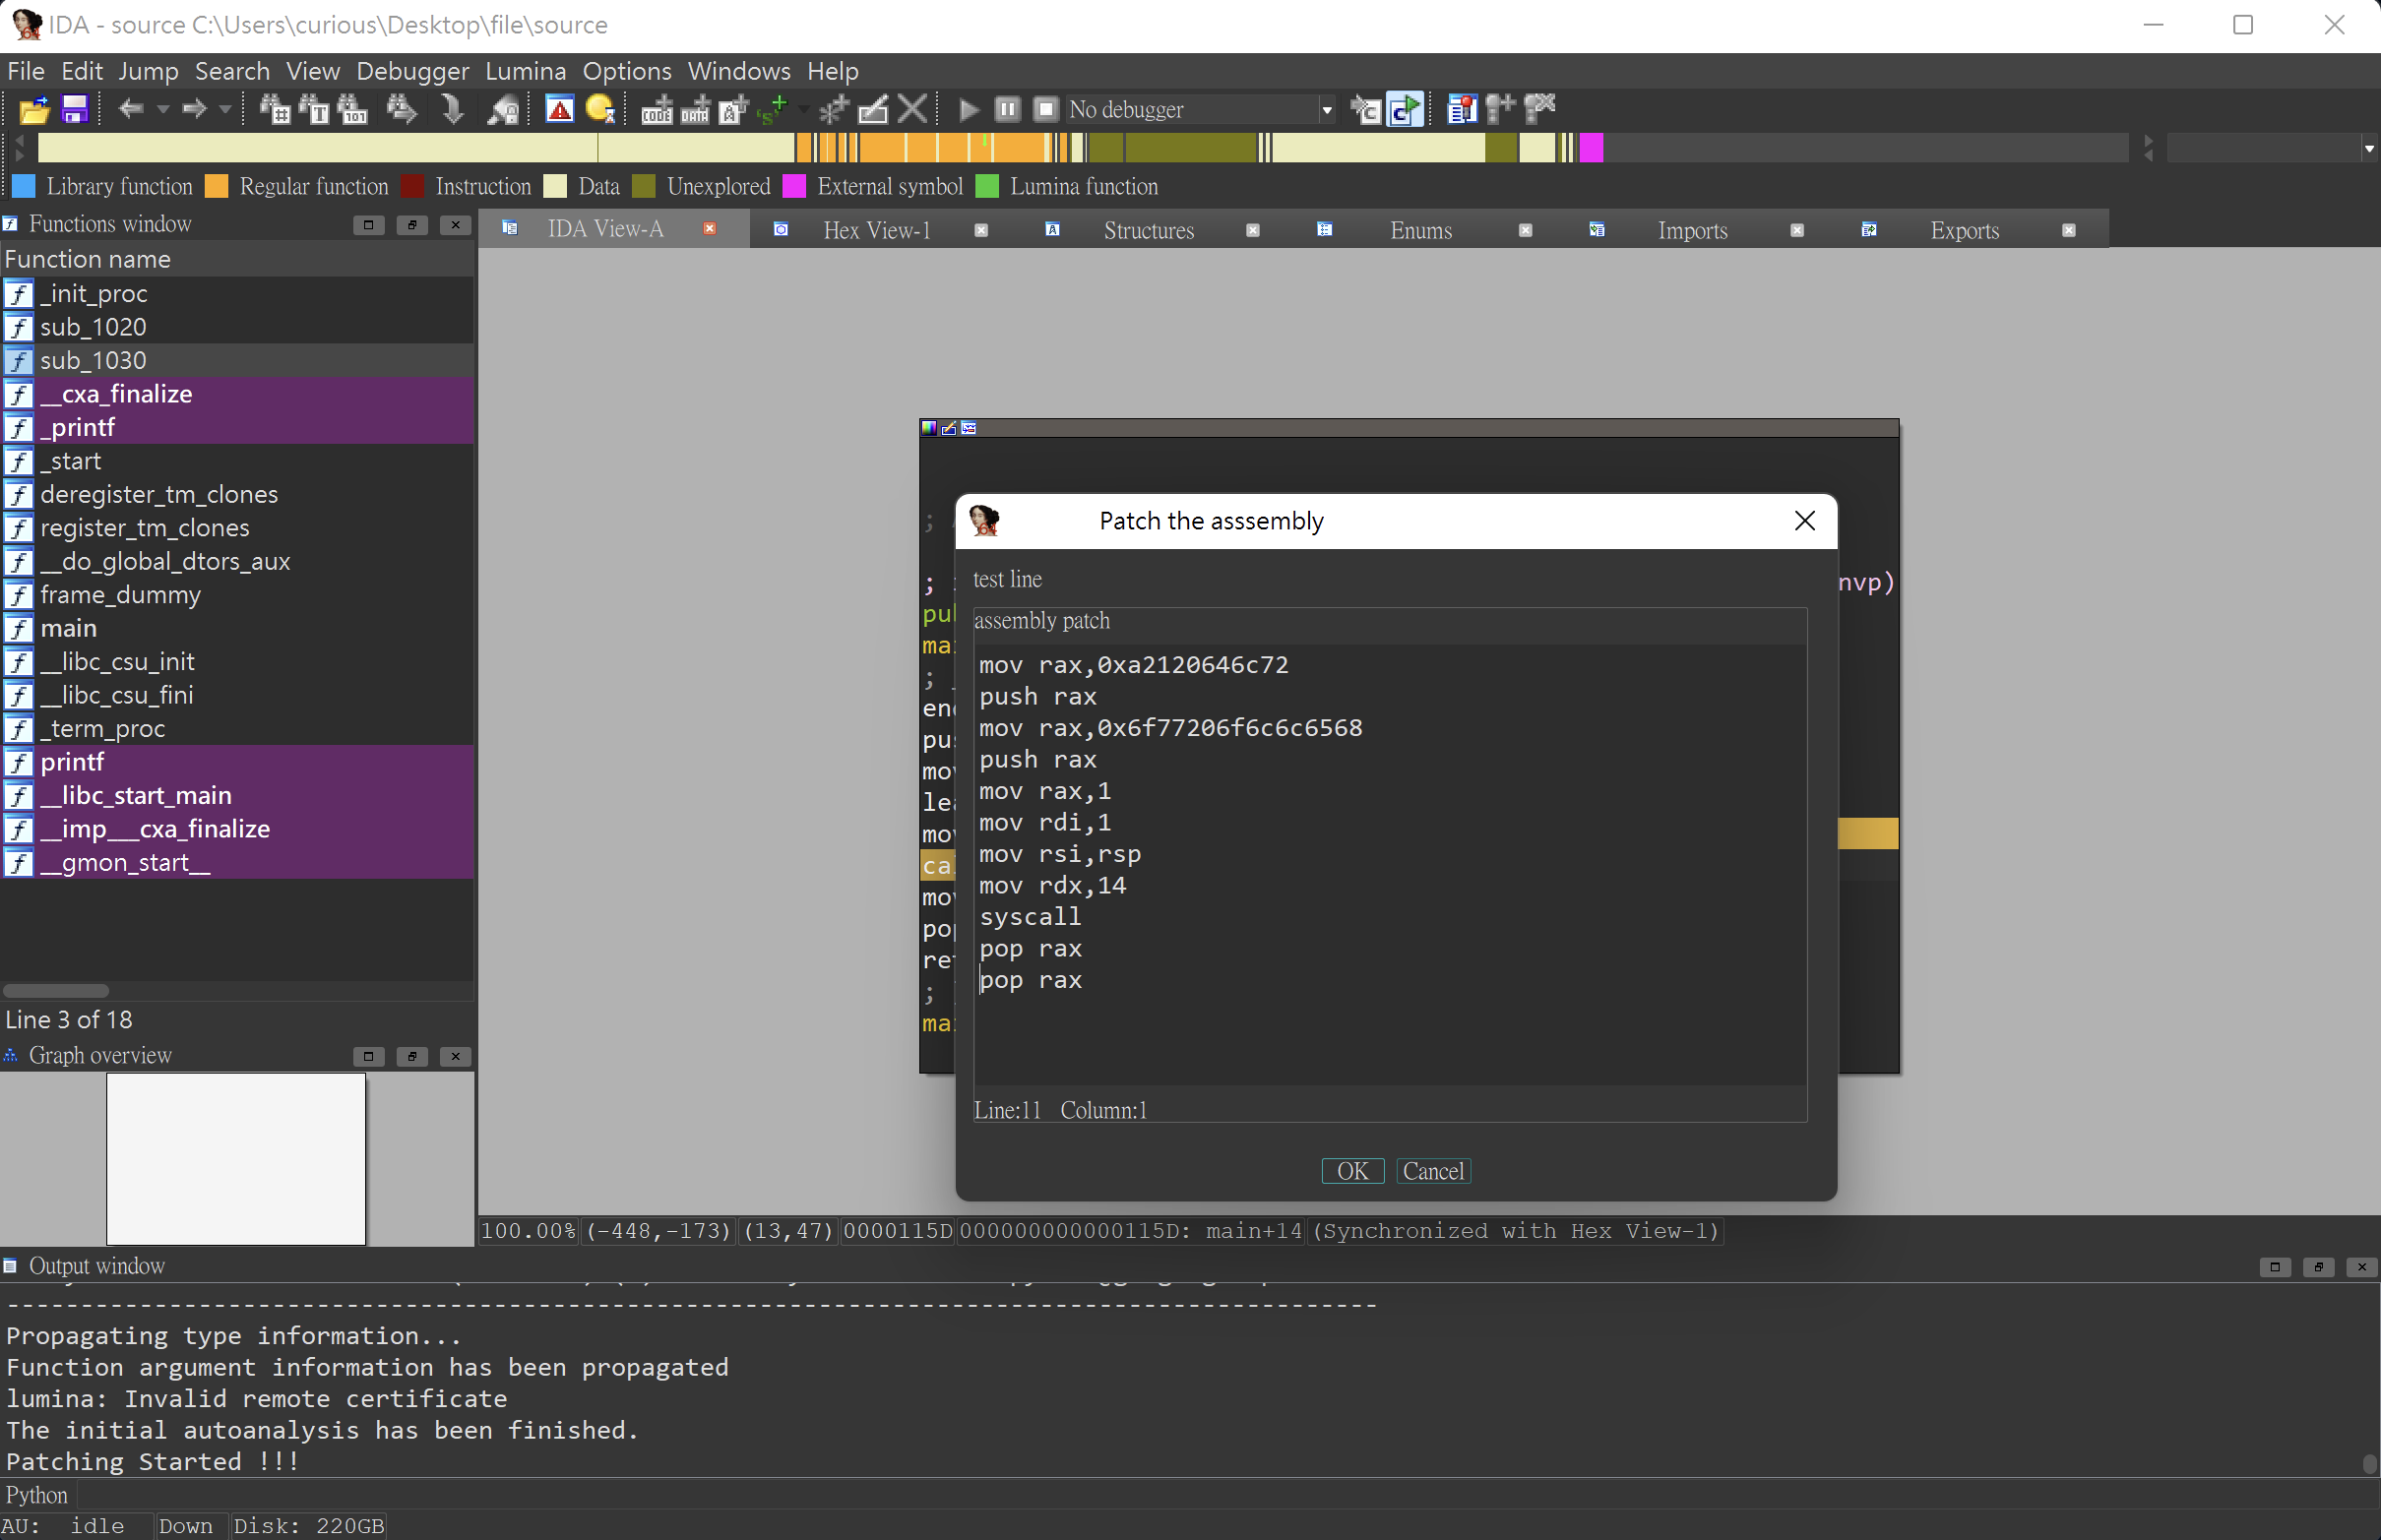 IDA - source C:\Users\curious\Desktop\file\source
File Edit Jump Search View Debugger Lumina Options Windows Help
No debugger
Library function Regular function Instruction Data Unexplored External symbol Lumina function
Functions window
IDA View-A Hex View-1 Structures Enums Imports Exports
Function name
_init_proc
sub_1020
sub_1030
__cxa_finalize
_printf
_start
deregister_tm_clones
register_tm_clones
__do_global_dtors_aux
frame_dummy
main
__libc_csu_init
__libc_csu_fini
_term_proc
printf
__libc_start_main
__imp___cxa_finalize
__gmon_start__
Line 3 of 18
Graph overview
nvp)
Patch the asssembly
test line
assembly patch
mov rax,0xa2120646c72
push rax
mov rax,0x6f77206f6c6c6568
push rax
mov rax,1
mov rdi,1
mov rsi,rsp
mov rdx,14
syscall
pop rax
pop rax
Line:11 Column:1
OK Cancel
100.00% (-448,-173) (13,47) 0000115D 000000000000115D: main+14 (Synchronized with Hex View-1)
Output window
Propagating type information...
Function argument information has been propagated
lumina: Invalid remote certificate
The initial autoanalysis has been finished.
Patching Started !!!
Python
AU: idle Down Disk: 220GB